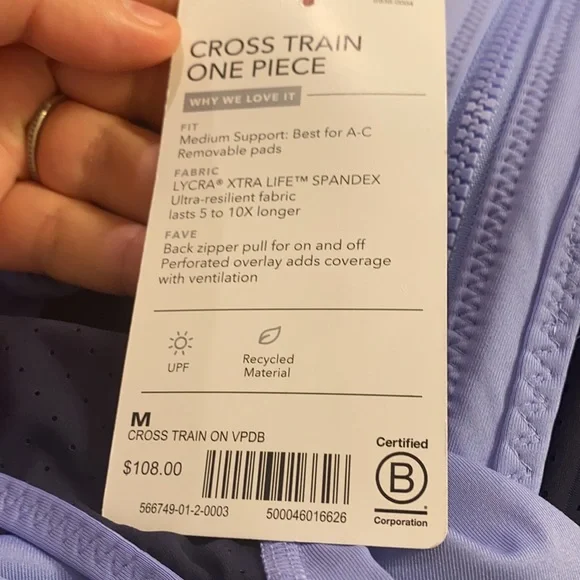 CROSS TRAIN
ONE PIECE
WHY WE LOVE IT
FIT
Medium Support: Best for A-C
Removable pads
FABRIC
LYCRA® XTRA LIFE™ SPANDEX
Ultra-resilient fabric
lasts 5 to 10X longer
FAVE
Back zipper pull for on and off
Perforated overlay adds coverage
with ventilation
UPF
Recycled
Material
M
CROSS TRAIN ON VPDB
$108.00
566749-01-2-0003
500046016626
Certified
B
Corporation